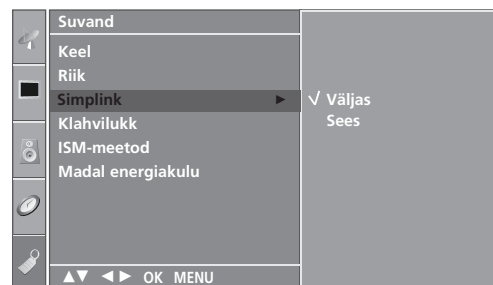 Suvand
Keel
Riik
Simplink ►
√ Väljas
Sees
Klahvilukk
ISM-meetod
Madal energiakulu
▲▼ ◄► OK MENU